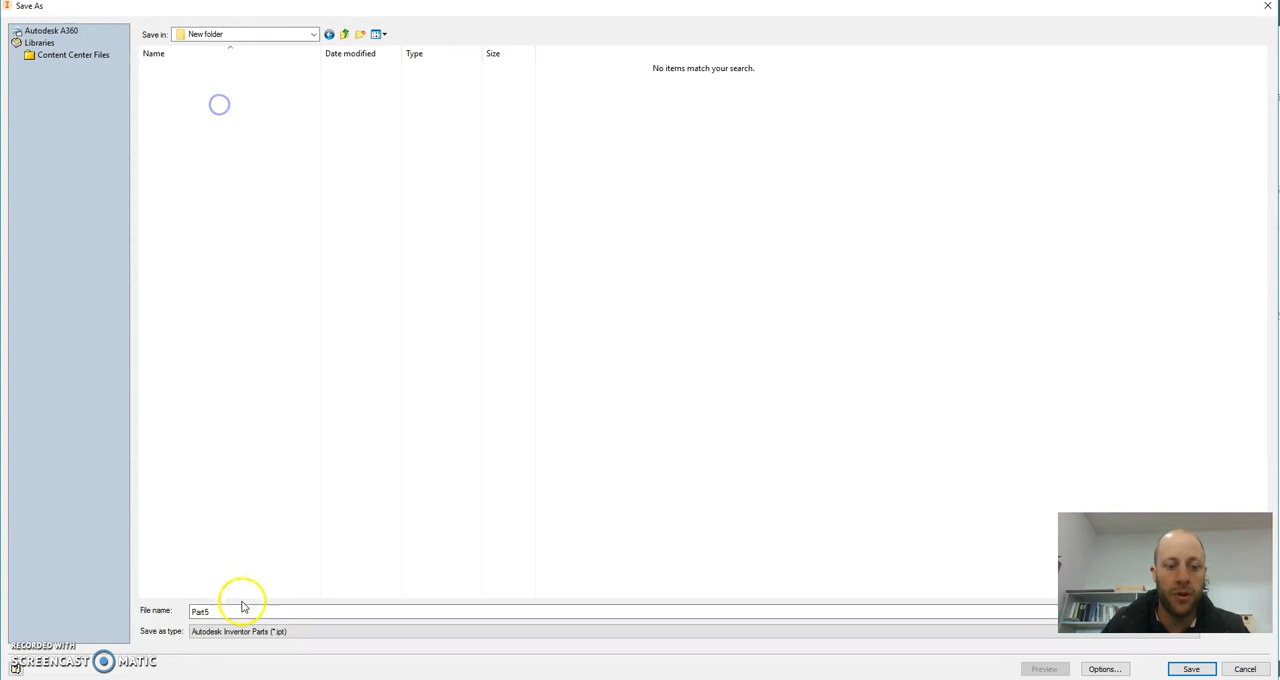 Save As
Autodesk A360
Libraries
Content Center Files
Save in:
New folder
Name
Date modified
Type
Size
No items match your search.
File name:
Part5
Save as type:
Autodesk Inventor Parts (*.ipt)
RECORDED WITH
SCREENCAST MATIC
Preview
Options...
Save
Cancel